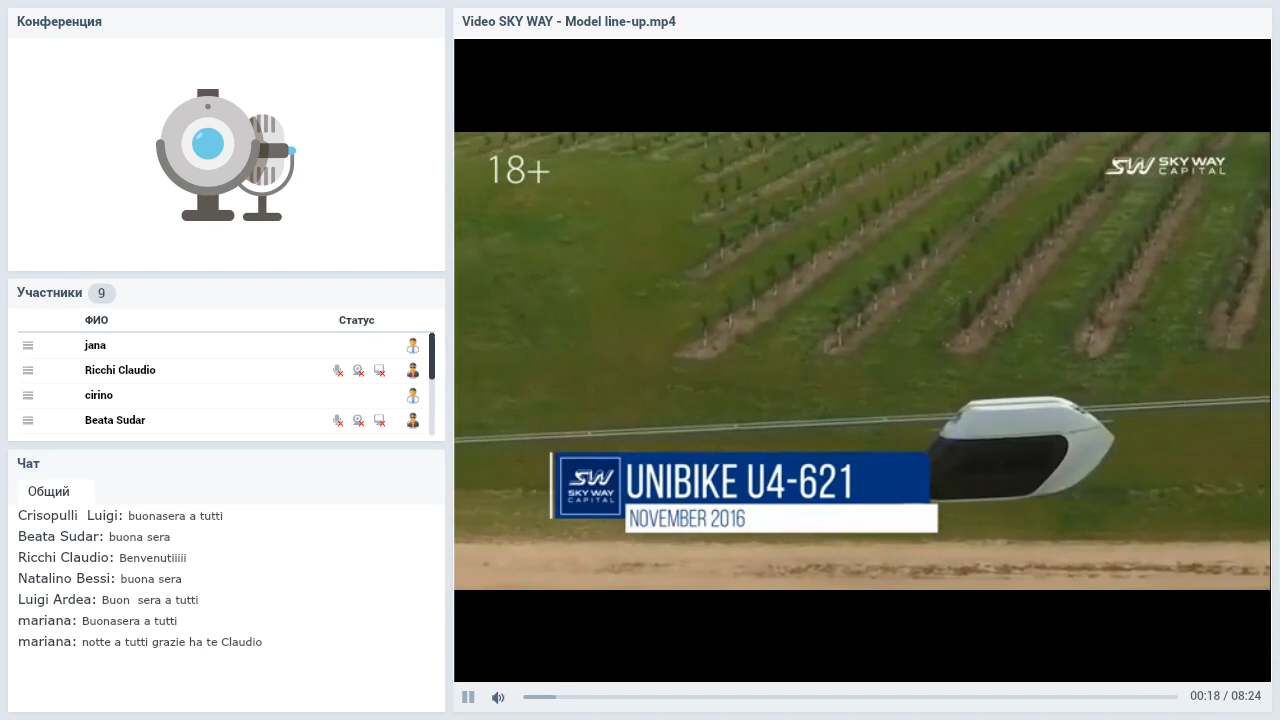 Конференция
Участники 9
ФИО Статус
jana
Ricchi Claudio
cirino
Beata Sudar
Чат
Общий
Crisopulli Luigi: buonasera a tutti
Beata Sudar: buona sera
Ricchi Claudio: Benvenutiiiii
Natalino Bessi: buona sera
Luigi Ardea: Buon sera a tutti
mariana: Buonasera a tutti
mariana: notte a tutti grazie ha te Claudio
Video SKY WAY - Model line-up.mp4
18+
SW SKY WAY
CAPITAL
SW
SKY WAY
CAPITAL
UNIBIKE U4-621
NOVEMBER 2016
00:18 / 08:24